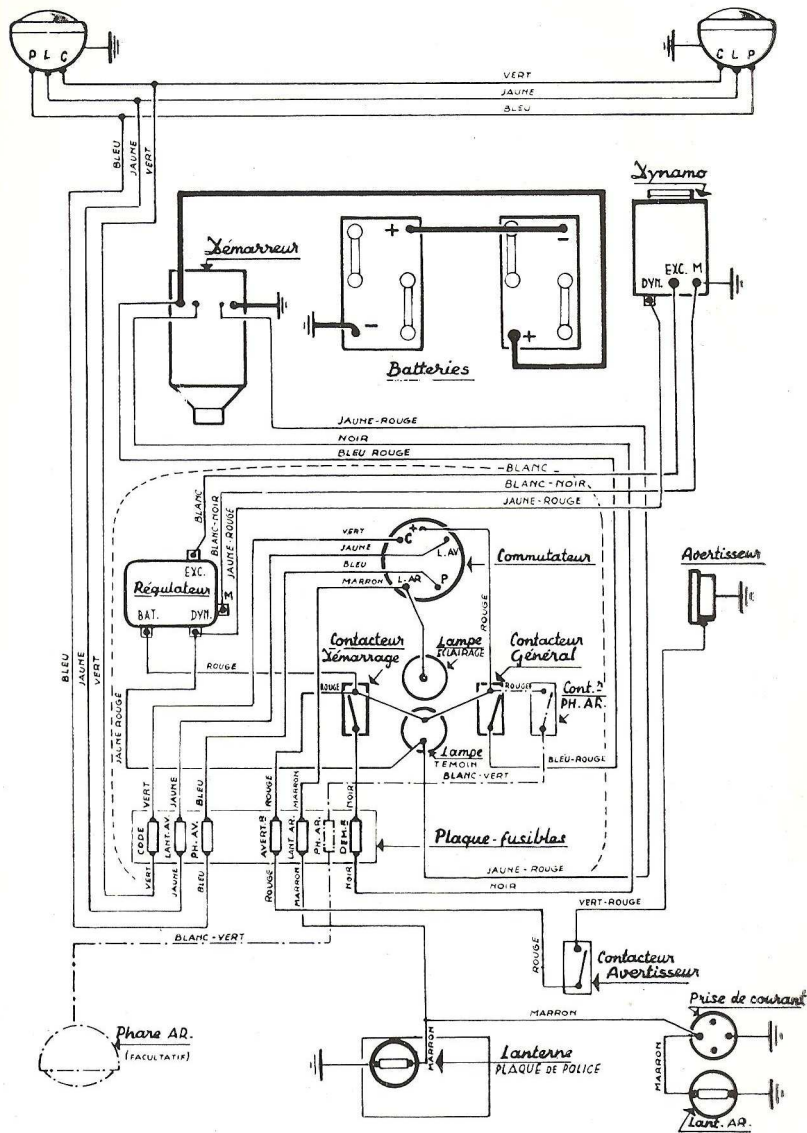 P L C
C L P
VERT
JAUNE
BLEU
BLEU
JAUNE
VERT
Dynamo
DYN. EXC. M
Démarreur
+ -
- +
Batteries
JAUNE-ROUGE
NOIR
BLEU ROUGE
BLANC
BLANC-NOIR
JAUNE-ROUGE
BLANC
BLANC-NOIR
JAUNE-ROUGE
VERT
JAUNE
BLEU
MARRON
C + L.AV
L.AR P
Commutateur
Avertisseur
EXC.
Régulateur
M
BAT. DYN.
ROUGE
ROUGE
Contacteur
Démarrage
Lampe
ECLAIRAGE
Contacteur
Général
Cont.r
PH. AR.
ROUGE
ROUGE
BLEU
JAUNE
VERT
JAUNE ROUGE
Lampe
TEMOIN
BLEU-ROUGE
BLANC-VERT
VERT
JAUNE
BLEU
ROUGE
MARRON
NOIR
CODE
LANT.AV.
PH.AV.
AVERT.R
LANT.AR.
PH.AR.
DEM.R
Plaque-fusibles
VERT
JAUNE
BLEU
ROUGE
MARRON
NOIR
JAUNE-ROUGE
NOIR
VERT-ROUGE
BLANC-VERT
ROUGE
Contacteur
Avertisseur
Phare AR.
(FACULTATIF)
MARRON
Prise de courant
MARRON
Lanterne
PLAQUE DE POLICE
MARRON
Lant. AR.